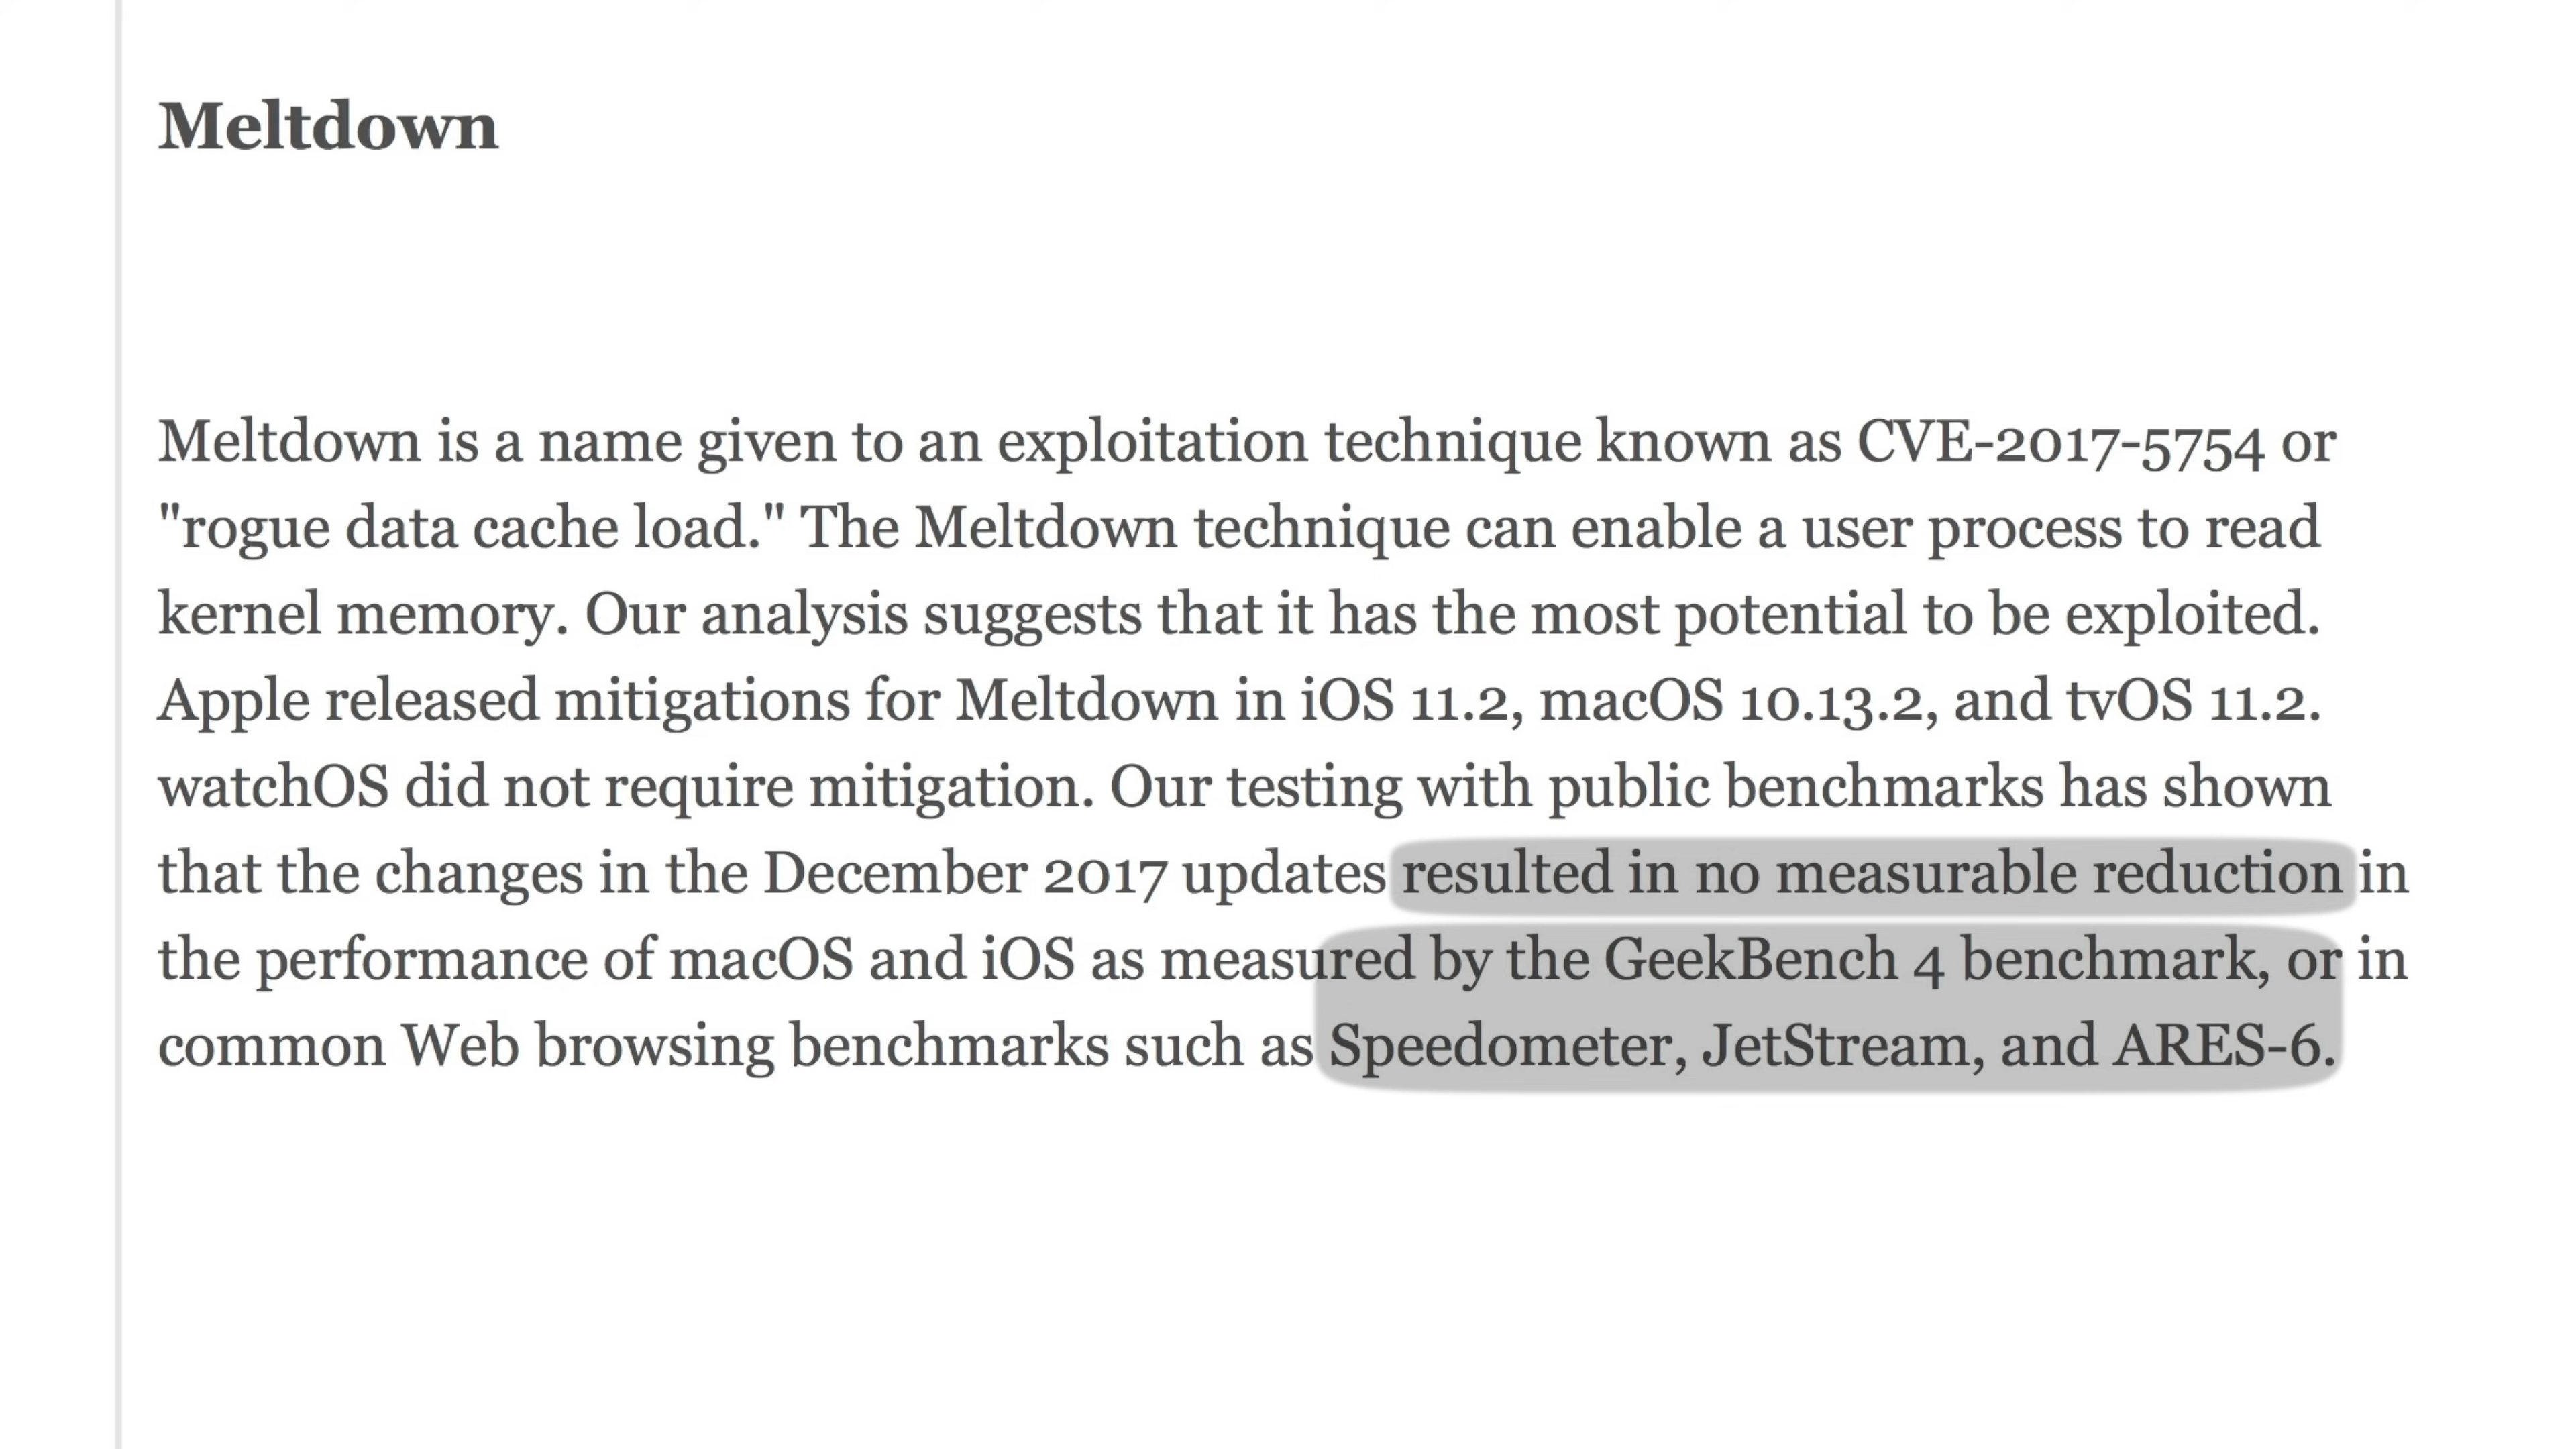 Meltdown
Meltdown is a name given to an exploitation technique known as CVE-2017-5754 or
"rogue data cache load." The Meltdown technique can enable a user process to read
kernel memory. Our analysis suggests that it has the most potential to be exploited.
Apple released mitigations for Meltdown in iOS 11.2, macOS 10.13.2, and tvOS 11.2.
watchOS did not require mitigation. Our testing with public benchmarks has shown
that the changes in the December 2017 updates resulted in no measurable reduction in
the performance of macOS and iOS as measured by the GeekBench 4 benchmark, or in
common Web browsing benchmarks such as Speedometer, JetStream, and ARES-6.